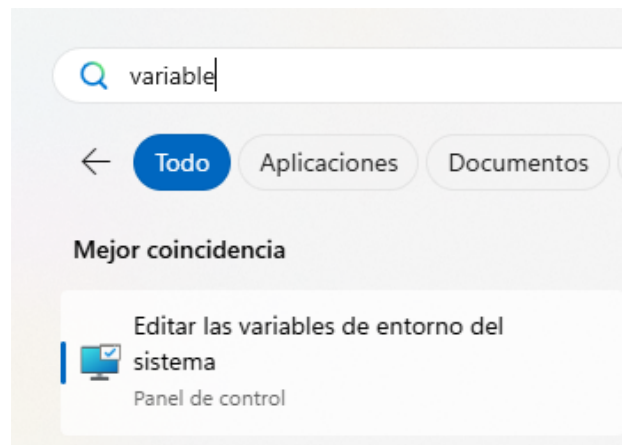 variable
Todo Aplicaciones Documentos
Mejor coincidencia
Editar las variables de entorno del
sistema
Panel de control